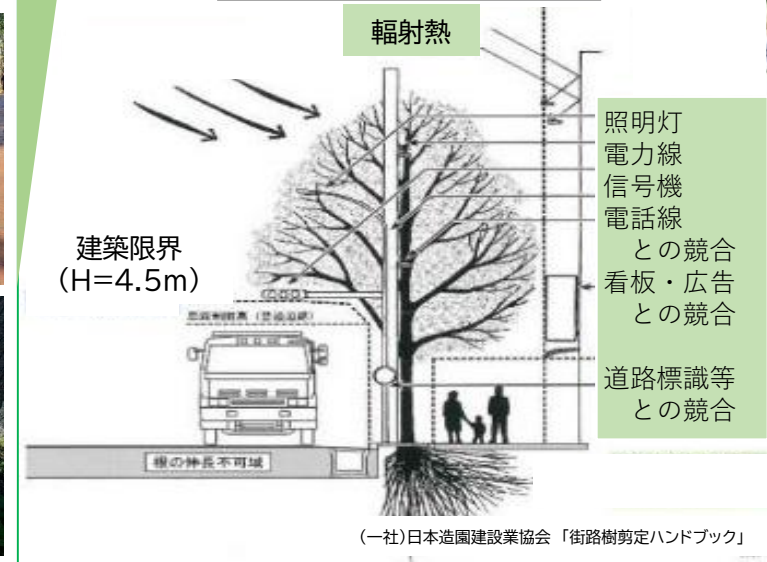 輻射熱
照明灯
電力線
信号機
電話線
との競合
看板・広告
との競合
道路標識等
との競合
建築限界
（H=4.5m）
根の伸長不可域
（一社）日本造園建設業協会 「街路樹剪定ハンドブック」